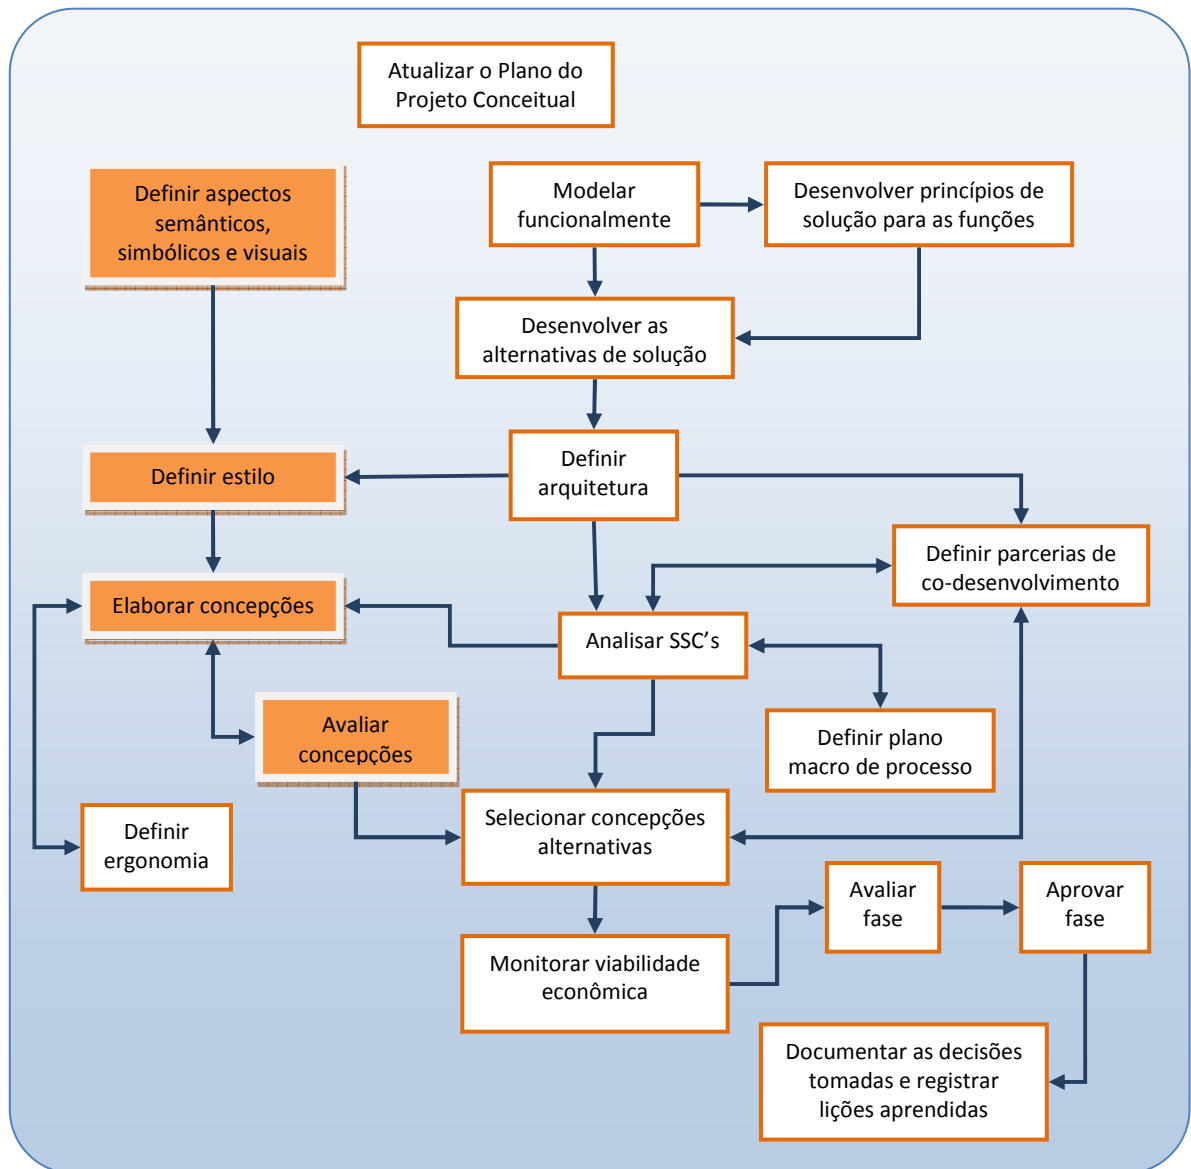 Atualizar o Plano do
Projeto Conceitual
Definir aspectos
semânticos,
simbólicos e visuais
Modelar
funcionalmente
Desenvolver princípios de
solução para as funções
Desenvolver as
alternativas de solução
Definir estilo
Definir
arquitetura
Definir parcerias de
co-desenvolvimento
Elaborar concepções
Analisar SSC’s
Avaliar
concepções
Definir plano
macro de processo
Definir
ergonomia
Selecionar concepções
alternativas
Avaliar
fase
Aprovar
fase
Monitorar viabilidade
econômica
Documentar as decisões
tomadas e registrar
lições aprendidas